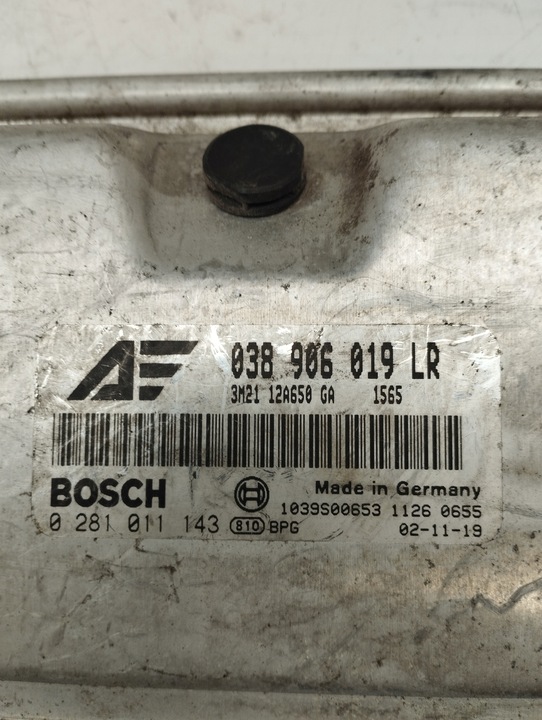 AF
038 906 019 LR
3M21 12A650 GA 1565
BOSCH
Made in Germany
1039S00653 1126 0655
0 281 011 143 810 BPG
02-11-19